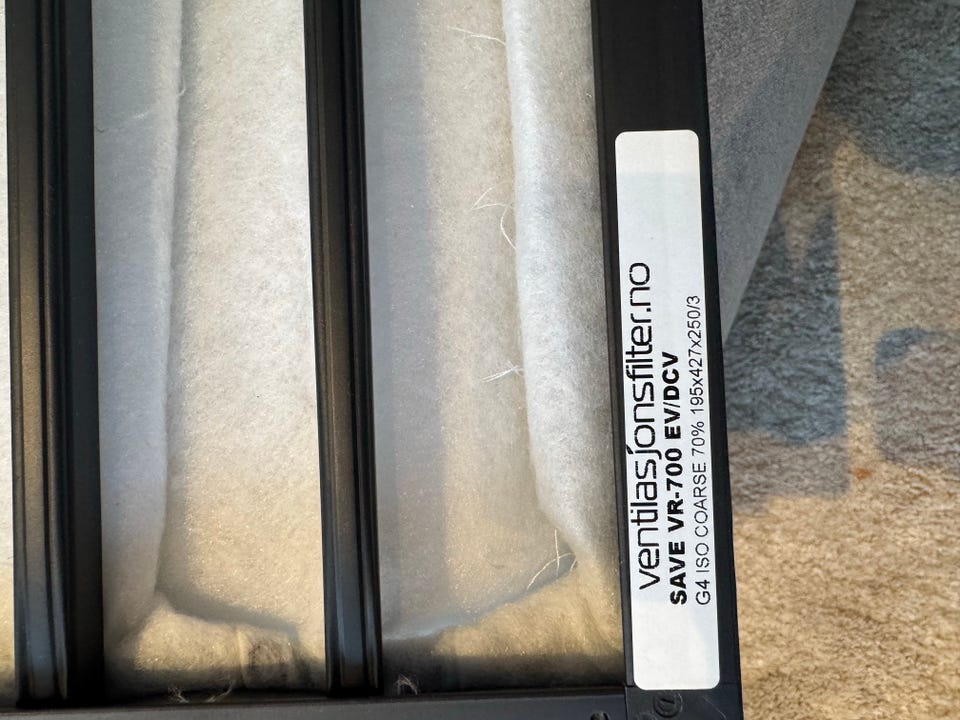 ventilasjonsfilter.no
SAVE VR-700 EV/DCV
G4 ISO COARSE 70% 195x427x250/3